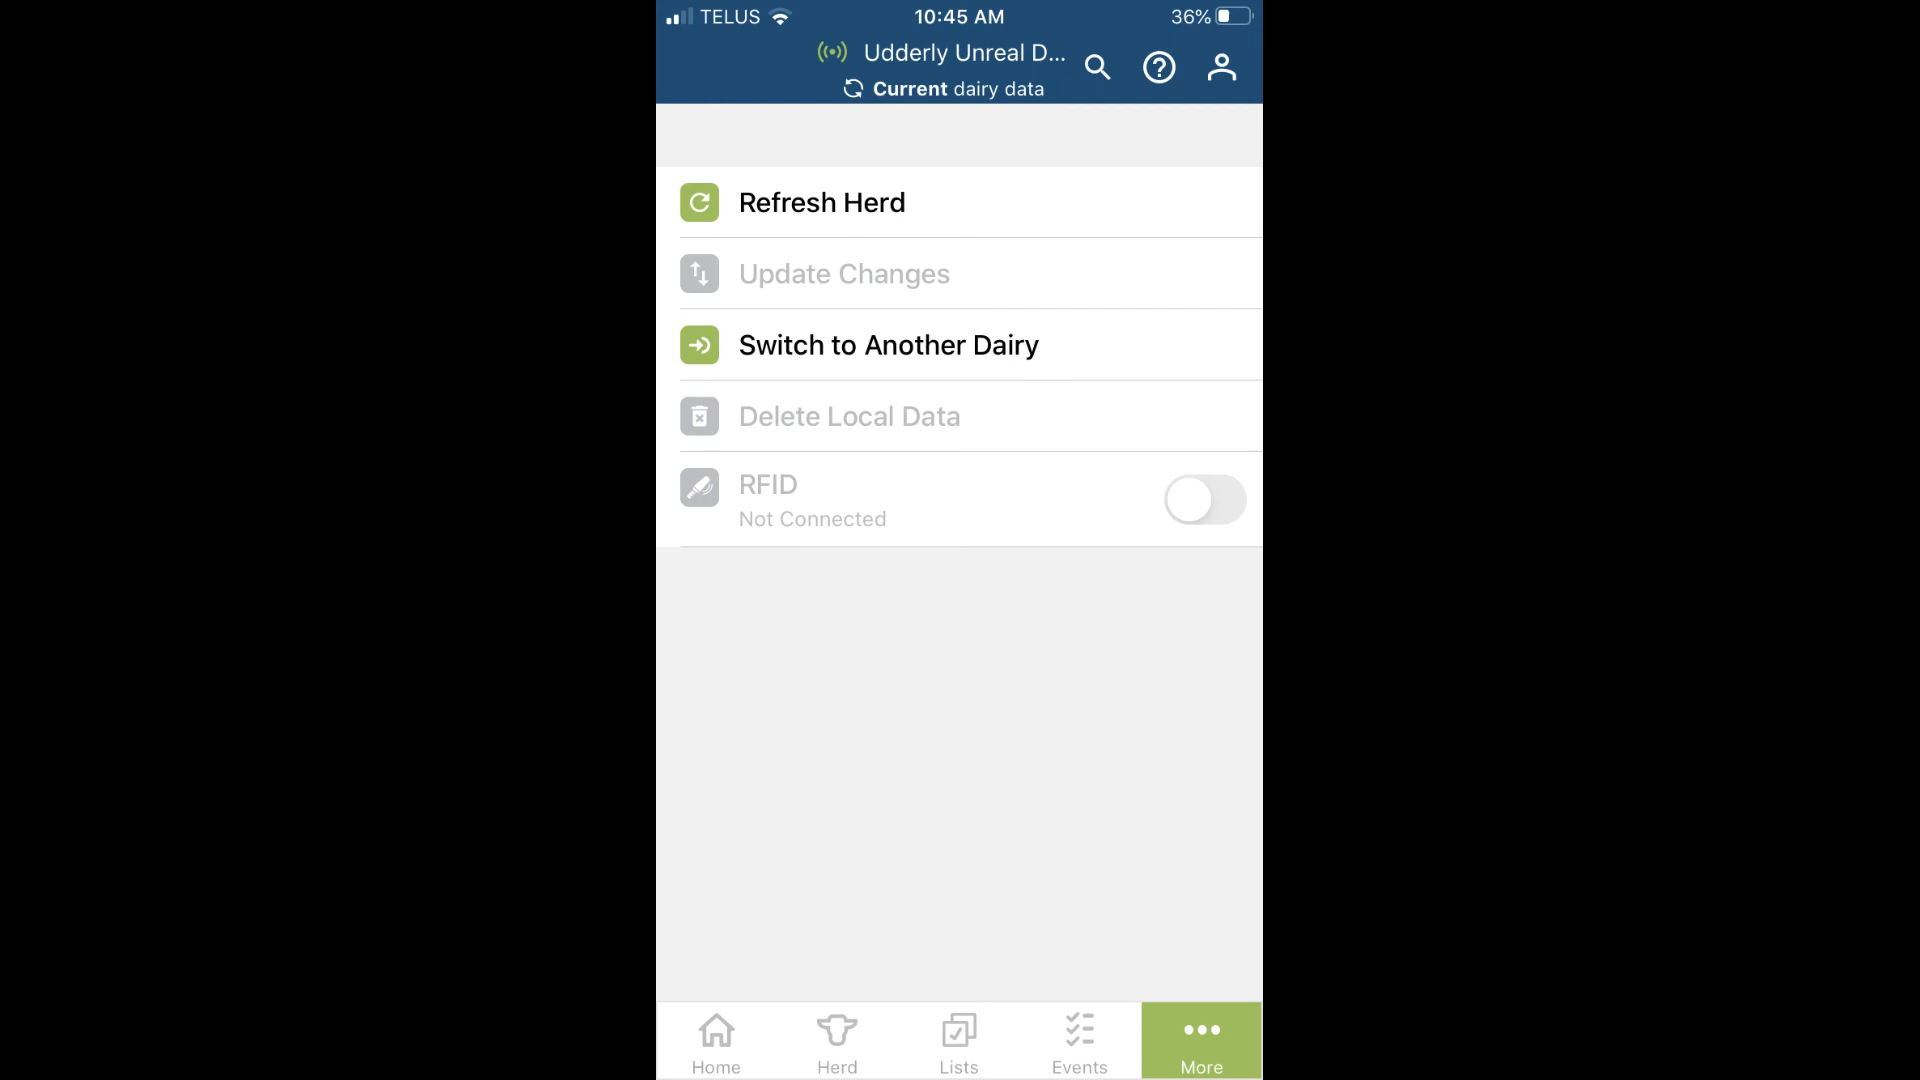 TELUS 10:45 AM 36%
Udderly Unreal D...
Current dairy data
Refresh Herd
Update Changes
Switch to Another Dairy
Delete Local Data
RFID
Not Connected
Home Herd Lists Events More